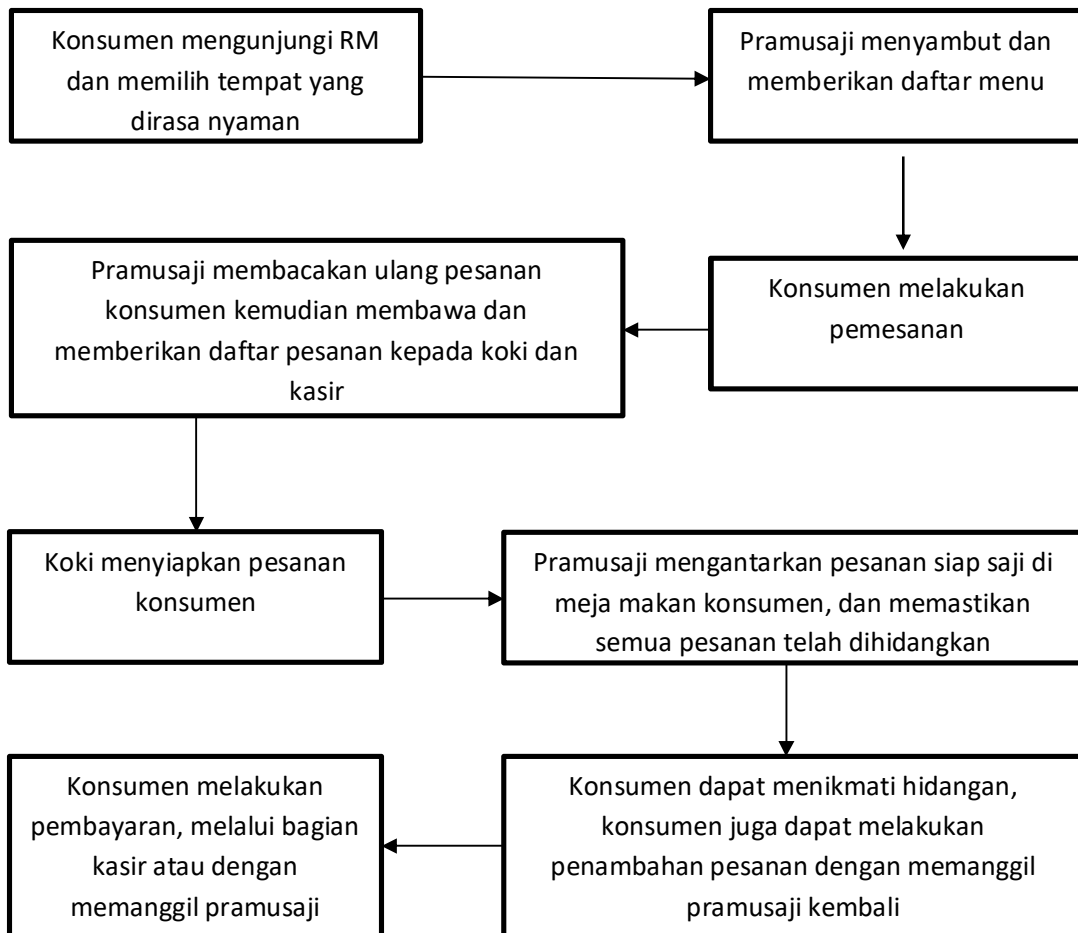 Konsumen mengunjungi RM
dan memilih tempat yang
dirasa nyaman
Pramusaji menyambut dan
memberikan daftar menu
Konsumen melakukan
pemesanan
Pramusaji membacakan ulang pesanan
konsumen kemudian membawa dan
memberikan daftar pesanan kepada koki dan
kasir
Koki menyiapkan pesanan
konsumen
Pramusaji mengantarkan pesanan siap saji di
meja makan konsumen, dan memastikan
semua pesanan telah dihidangkan
Konsumen dapat menikmati hidangan,
konsumen juga dapat melakukan
penambahan pesanan dengan memanggil
pramusaji kembali
Konsumen melakukan
pembayaran, melalui bagian
kasir atau dengan
memanggil pramusaji